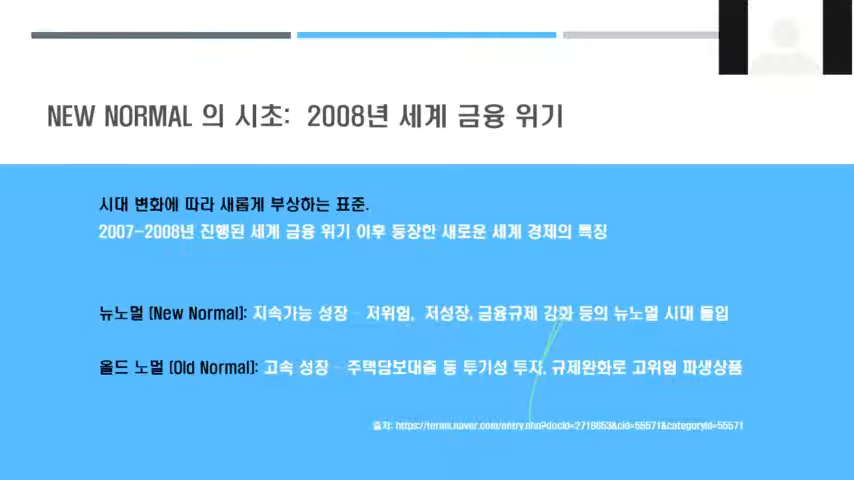 NEW NORMAL 의 시초: 2008년 세계 금융 위기
시대 변화에 따라 새롭게 부상하는 표준.
2007-2008년 진행된 세계 금융 위기 이후 등장한 새로운 세계 경제의 특징
뉴노멀 [New Normal]: 지속가능 성장 – 저위험, 저성장, 금융규제 강화 등의 뉴노멀 시대 돌입
올드 노멀 [Old Normal]: 고속 성장 – 주택담보대출 등 투기성 투자, 규제완화로 고위험 파생상품
출처: https://terms.naver.com/entry.nhn?docId=2718653&cid=55571&categoryId=55571